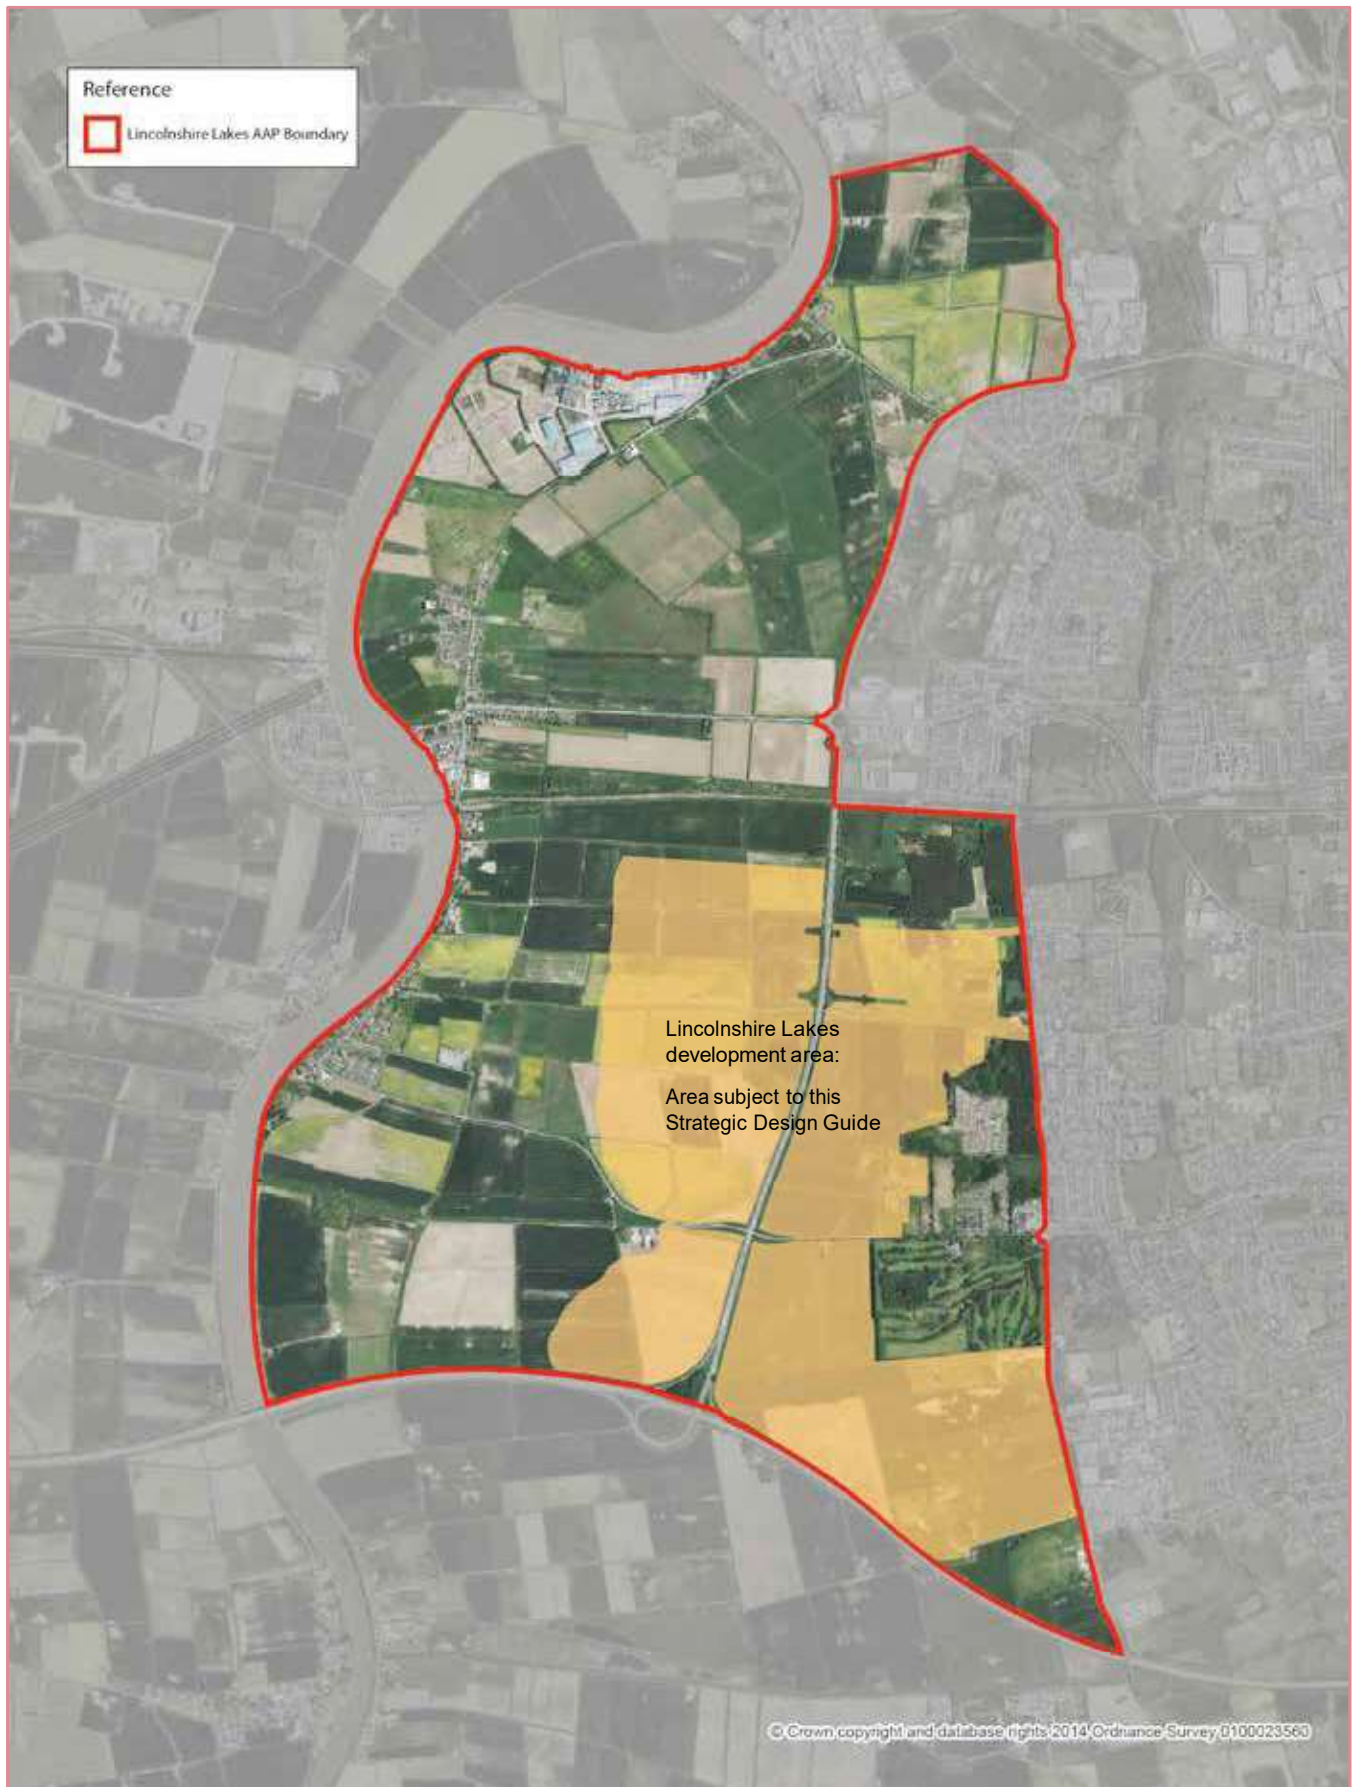 Reference
Lincolnshire Lakes AAP Boundary
Lincolnshire Lakes
development area:
Area subject to this
Strategic Design Guide
© Crown copyright and database rights 2014 Ordnance Survey 0100023560